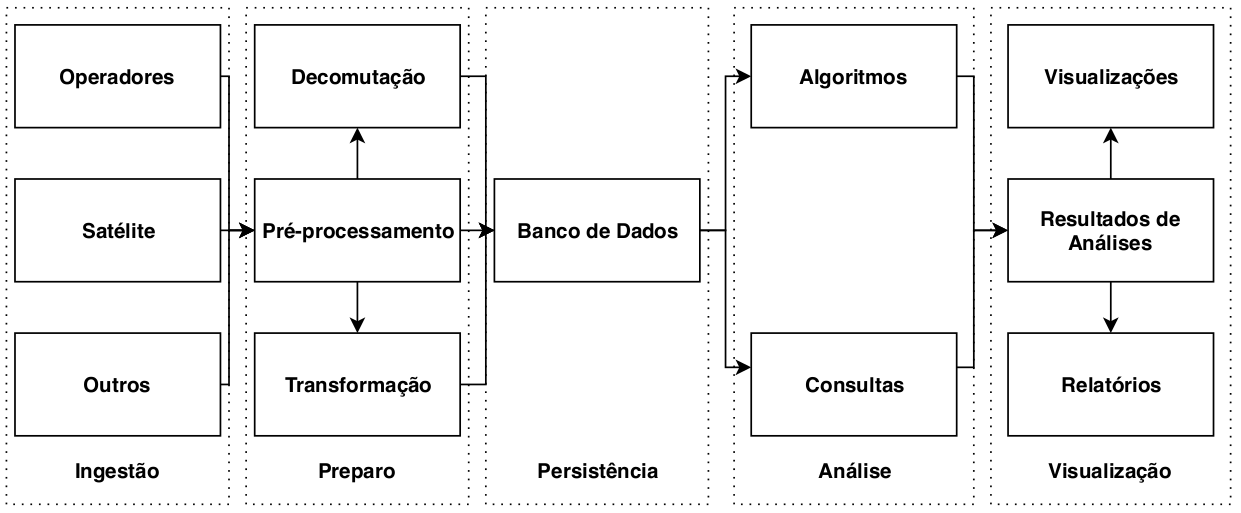 Operadores
Satélite
Outros
Ingestão
Decomutação
Pré-processamento
Transformação
Preparo
Banco de Dados
Persistência
Algoritmos
Consultas
Análise
Visualizações
Resultados de
Análises
Relatórios
Visualização